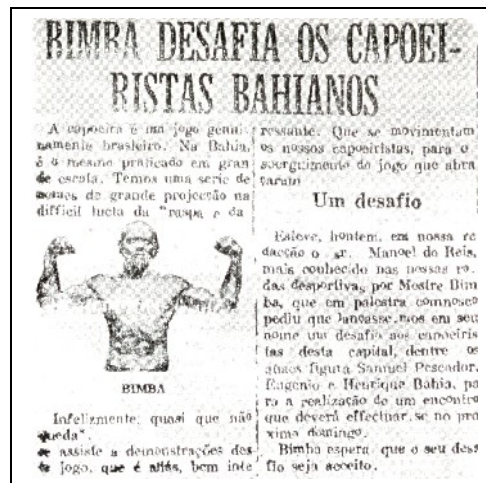 BIMBA DESAFIA OS CAPOEI-
RISTAS BAHIANOS
A capoeira é um jogo genui-
namente brasileiro. Na Bahia,
é o mesmo praticado em gran
de escala. Temos uma serie de
nomes de grande projecção na
difficil lucta da "raspa e da
BIMBA
Infelizmente, quasi que não
queda".
se assiste a demonstrações des
te jogo, que é aliás, bem inte
ressante. Que se movimentam
os nossos capoeiristas, para o
soerguimento do jogo que abra
çaram
Um desafio
Esteve, hontem, em nossa re
dacção o sr. Manoel do Reis,
mais conhecido nas nossas ro.
das desportivas, por Mestre Bim
ba, que em palestra comnosco
pediu que lançasse.mos em seu
nome um desafio aos capoeiris
tas desta capital, dentre os
quaes figura Samuel Pescador,
Eugenio e Henrique Bahia, pa
ra a realização de um encontro
que deverá effectuar.se no pro
ximo domingo.
Bimba espera, que o seu desa
fio seja acceito.